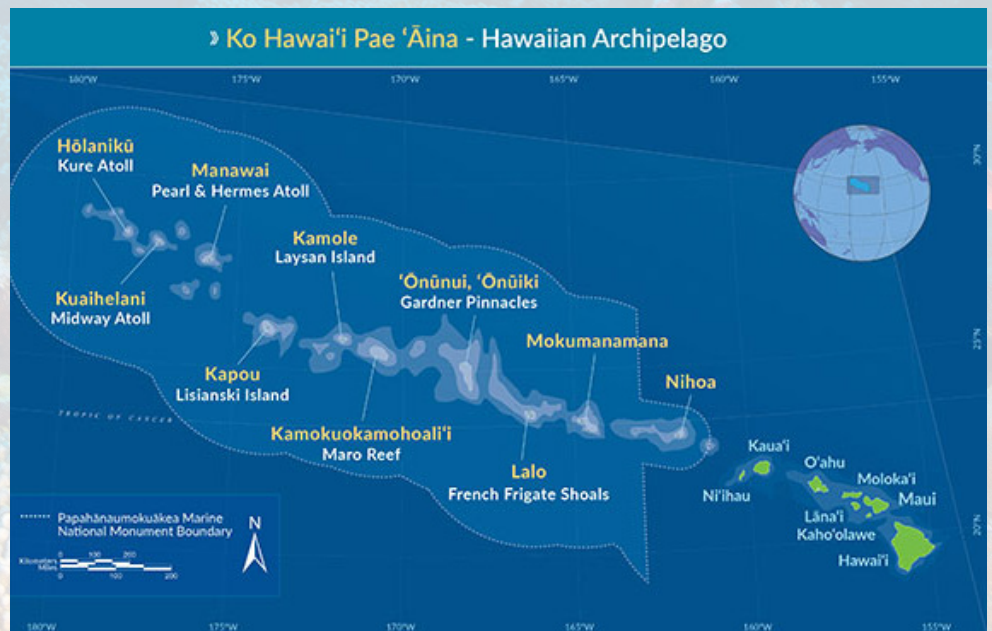 » Ko Hawaiʻi Pae ʻĀina - Hawaiian Archipelago
180°W 175°W 170°W 165°W 160°W 155°W
30°N
Hōlanikū
Kure Atoll
Manawai
Pearl & Hermes Atoll
Kamole
Laysan Island
ʻŌnūnui, ʻŌnūiki
Gardner Pinnacles
Kuaihelani
Midway Atoll
25°N
Mokumanamana
Kapou
Lisianski Island
Nihoa
TROPIC OF CANCER
Kamokuokamohoaliʻi
Maro Reef
Lalo
French Frigate Shoals
Kauaʻi
Niʻihau
Oʻahu
Molokaʻi
Maui
Lānaʻi
Kahoʻolawe
Hawaiʻi
20°N
Papahānaumokuākea Marine
National Monument Boundary
N
0 100 200
Kilometers
Miles
0 100 200
180°W 175°W 170°W 165°W 160°W 155°W